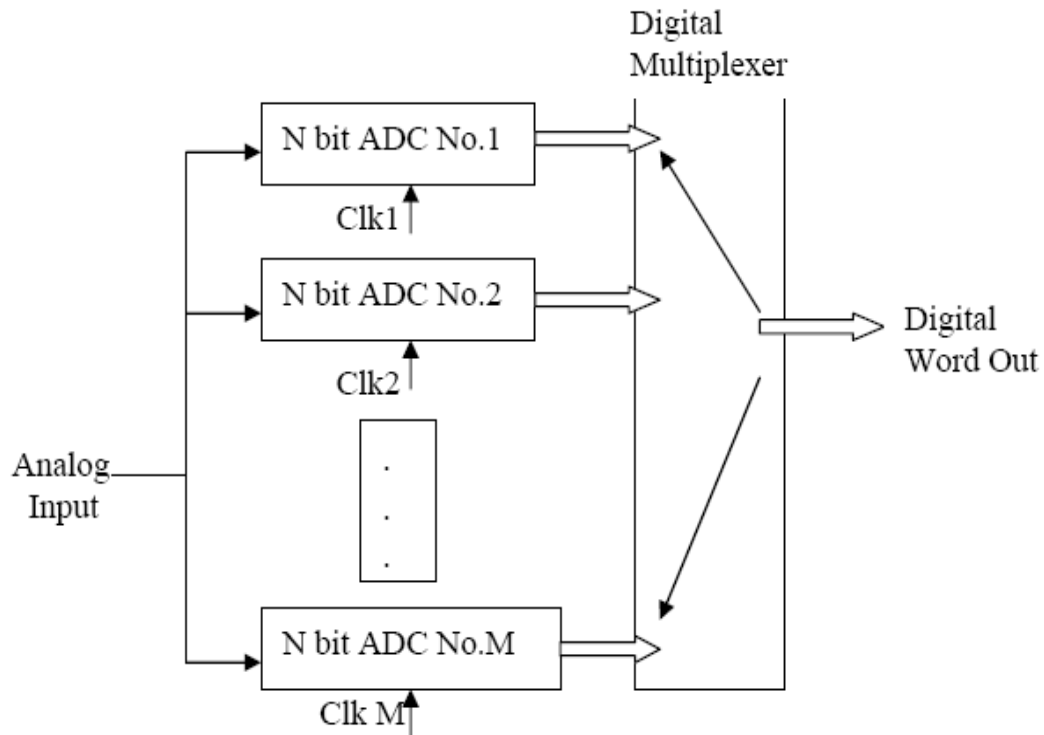 Digital
Multiplexer
N bit ADC No.1
Clk1
N bit ADC No.2
Clk2
Digital
Word Out
Analog
Input
.
.
.
N bit ADC No.M
Clk M